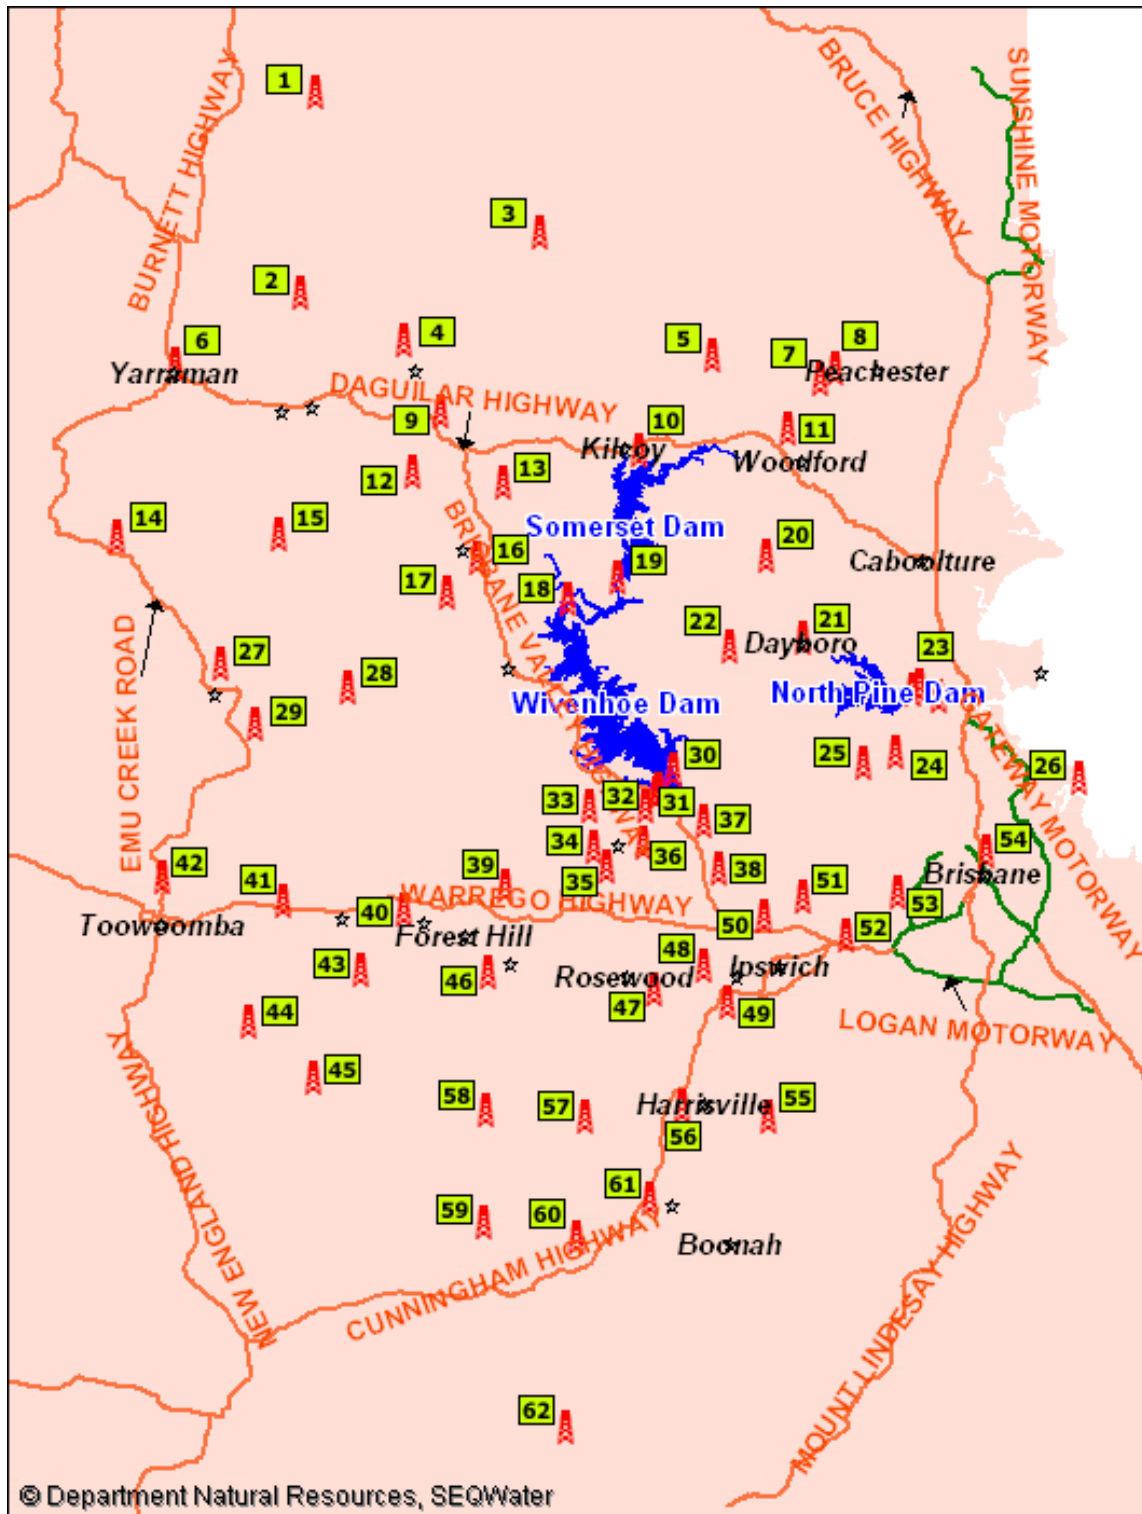 BRUCE HIGHWAY
SUNSHINE MOTORWAY
BURNETT HIGHWAY
1
3
2
6
4
5
7
8
Yarraman
Peachester
DAGUILAR HIGHWAY
9
10
11
Kilcoy
Woodford
12
13
14
15
Somerset Dam
BRISBANE VALLEY HIGHWA
16
20
Caboolture
17
18
19
22
21
Dayboro
23
27
28
29
Wivenhoe Dam
North Pine Dam
EMU CREEK ROAD
GATEWAY MOTORWAY
30
25
24
26
33
32
31
37
34
36
54
42
41
39
35
38
51
Brisbane
53
40
WARREGO HIGHWAY
50
52
Toowoomba
Forest Hill
43
46
48
Rosewood
Ipswich
47
49
44
LOGAN MOTORWAY
NEW ENGLAND HIGHWAY
45
58
57
Harrisville
55
56
61
59
60
Boonah
CUNNINGHAM HIGHWAY
MOUNT LINDESAY HIGHWAY
62
© Department Natural Resources, SEQWater